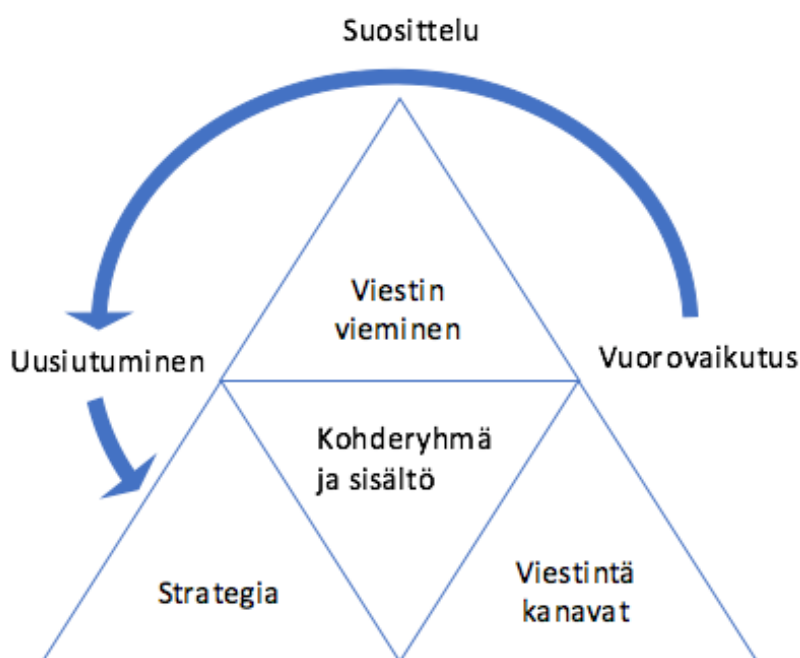 Suosittelu
Viestin
vieminen
Uusiutuminen
Vuorovaikutus
Kohderyhmä
ja sisältö
Strategia
Viestintä
kanavat